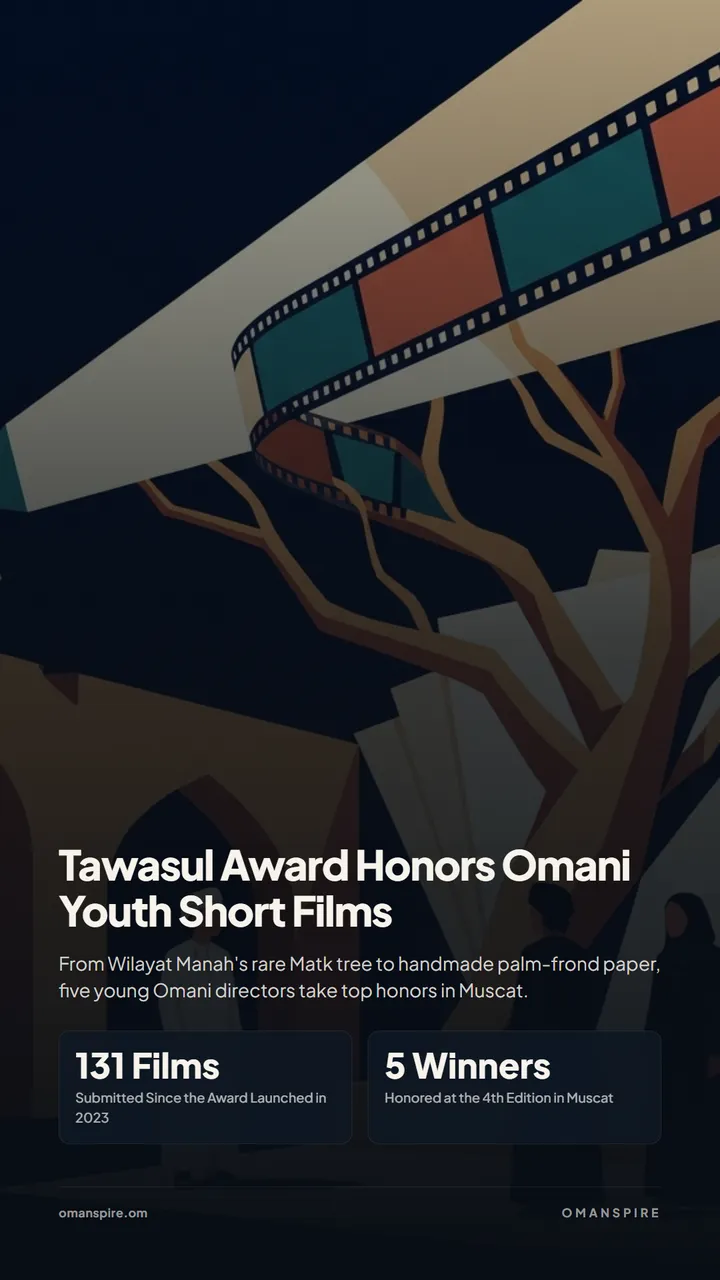 Tawasul Award Honors Omani
Youth Short Films
From Wilayat Manah's rare Matk tree to handmade palm-frond paper,
five young Omani directors take top honors in Muscat.
131 Films
Submitted Since the Award Launched in
2023
5 Winners
Honored at the 4th Edition in Muscat
omanspire.om
OMANSPIRE